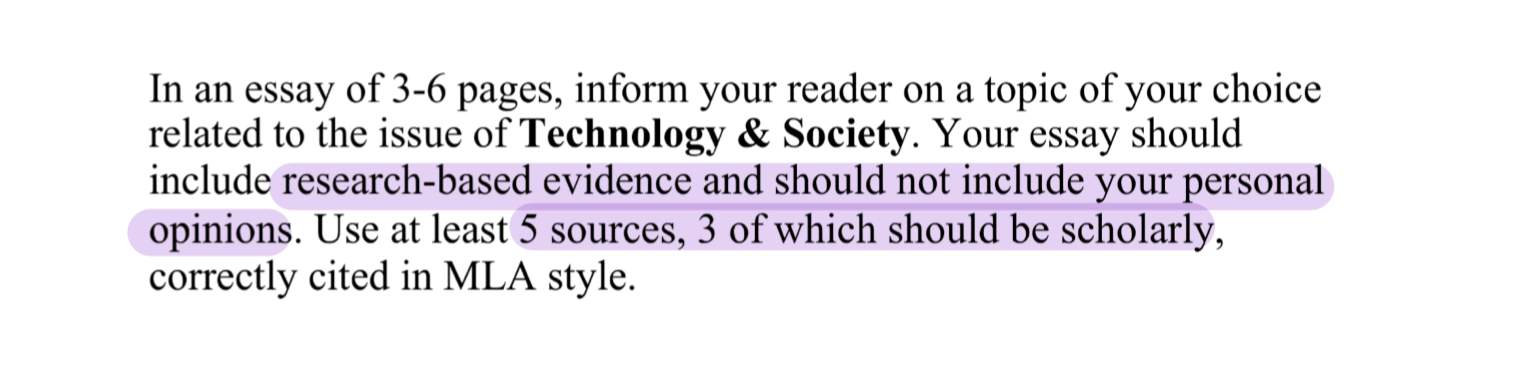 In an essay of 3-6 pages, inform your reader on a topic of your choice
related to the issue of Technology & Society. Your essay should
include research-based evidence and should not include your personal
opinions. Use at least 5 sources, 3 of which should be scholarly,
correctly cited in MLA style.